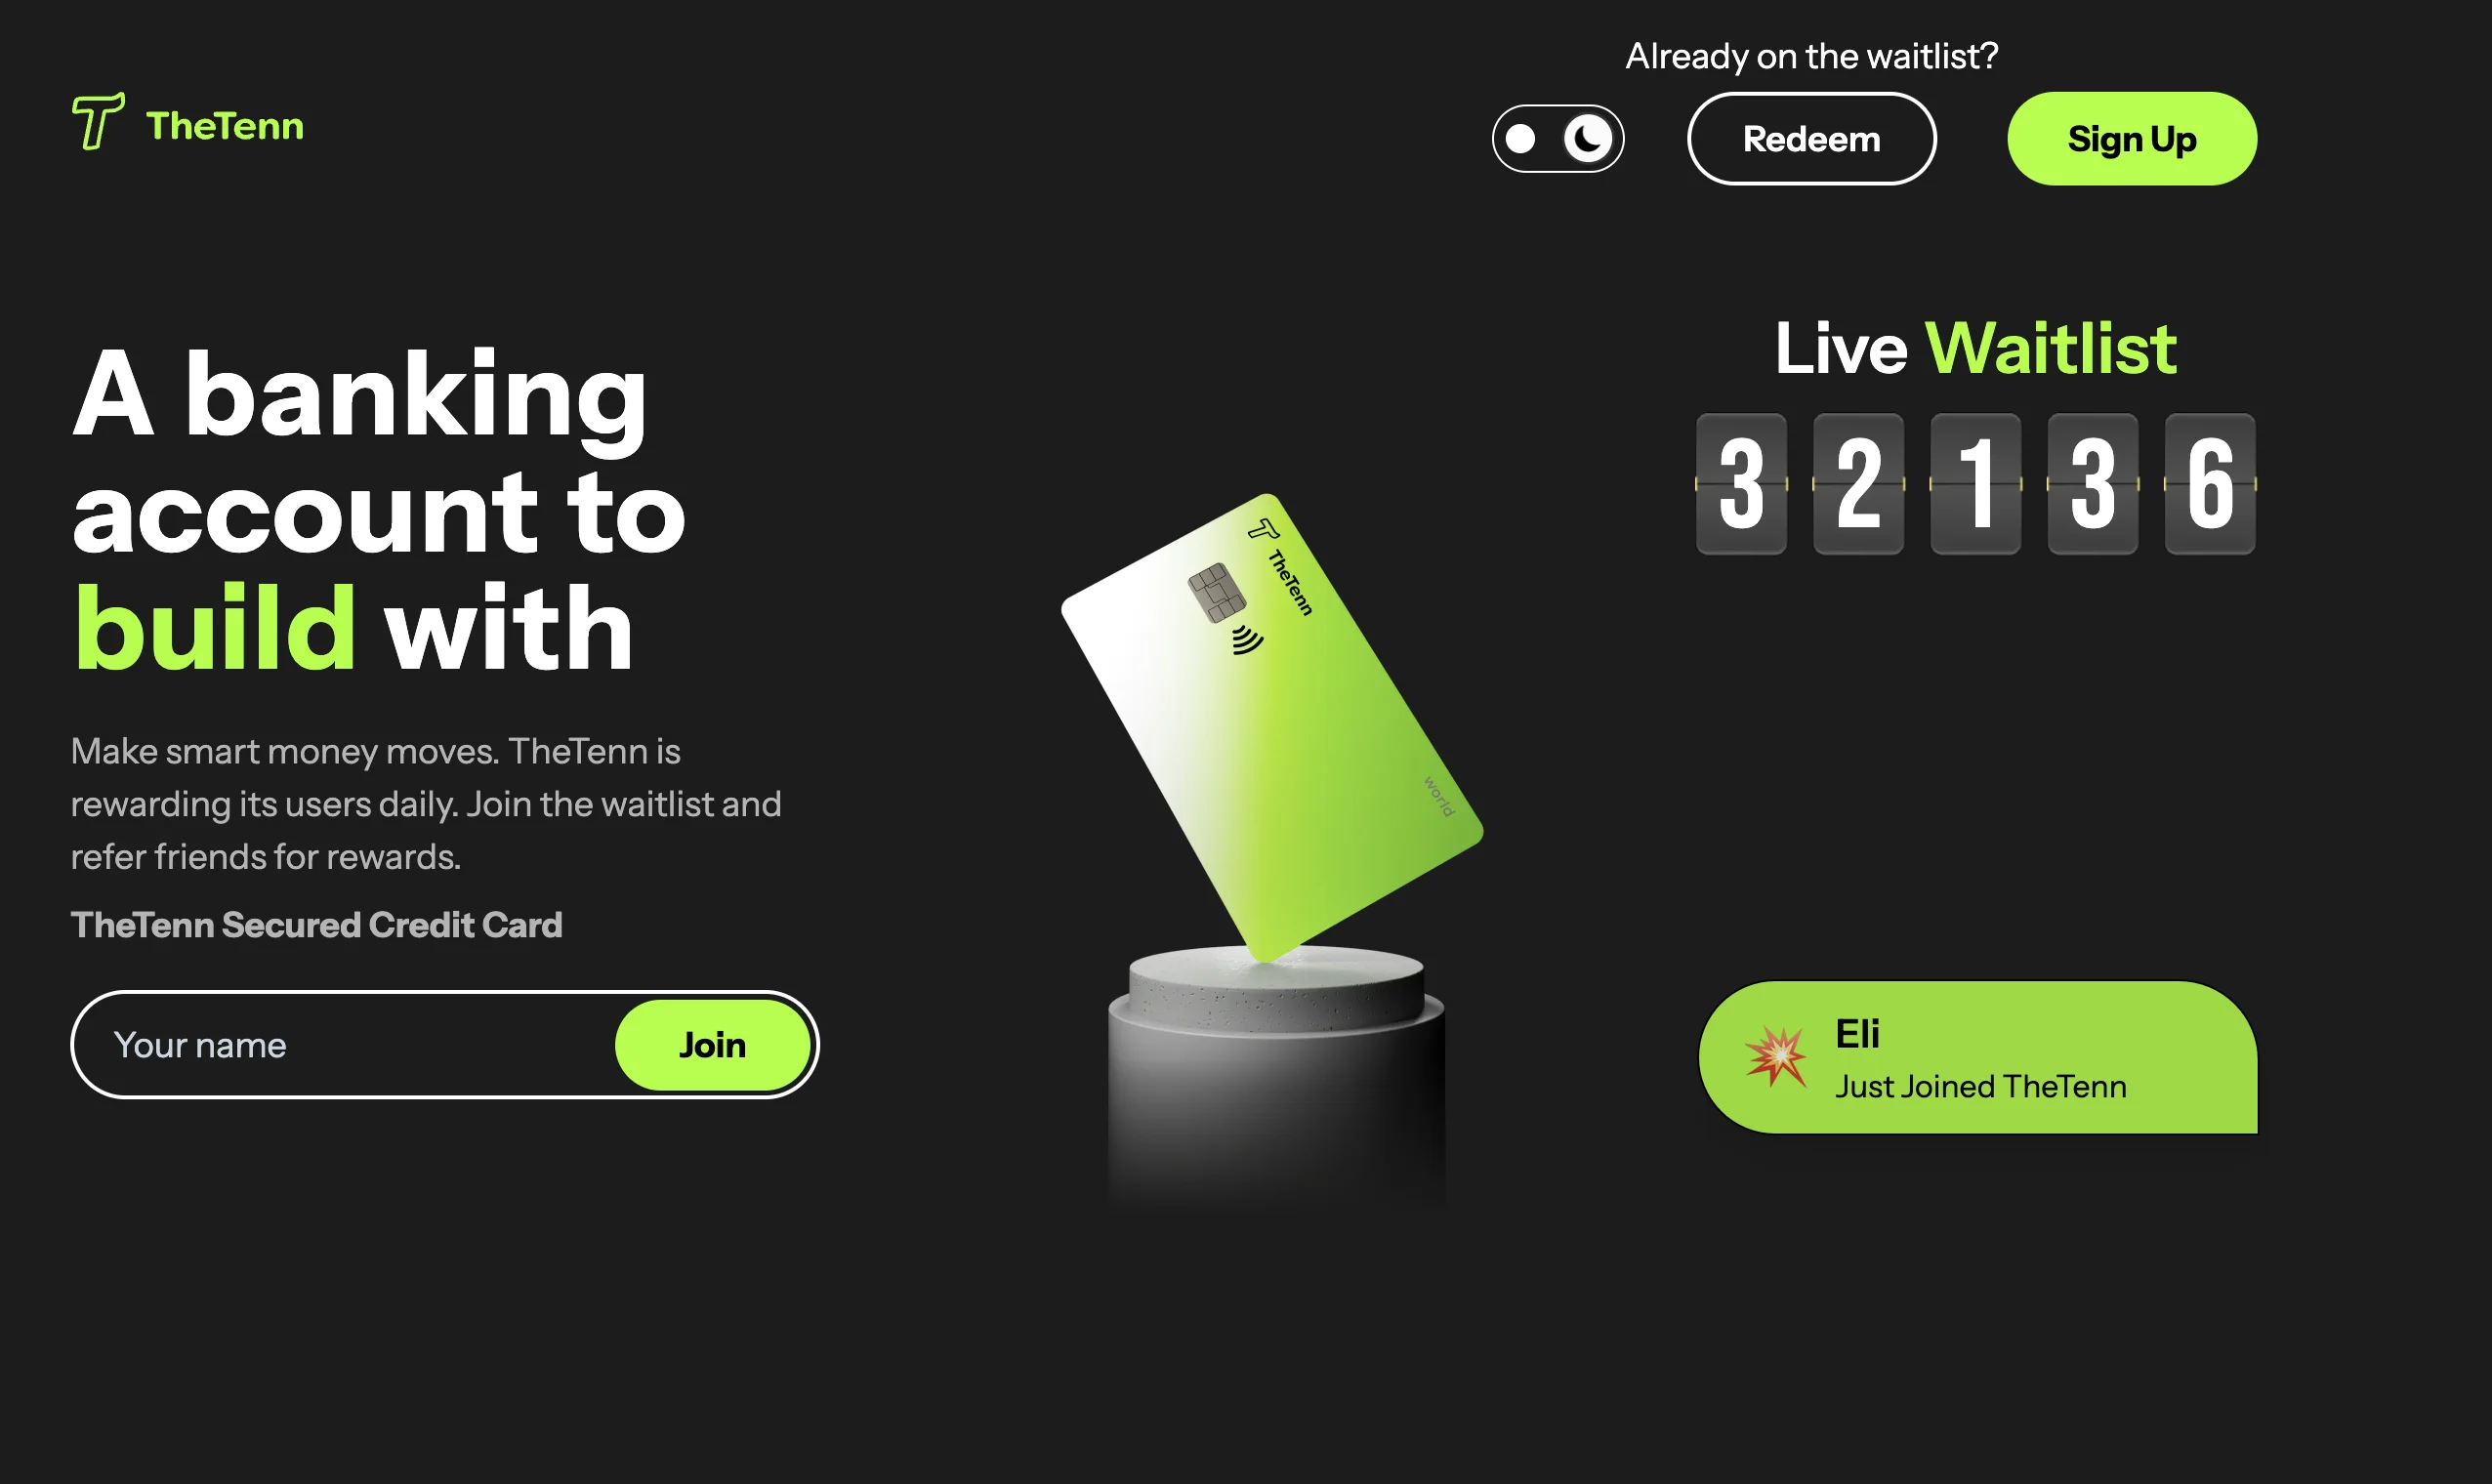 Already on the waitlist?
TheTenn
Redeem
Sign Up
A banking
account to
build with
Make smart money moves. TheTenn is
rewarding its users daily. Join the waitlist and
refer friends for rewards.
TheTenn Secured Credit Card
Your name
Join
TheTenn
world
Live Waitlist
3 2 1 3 6
Eli
Just Joined TheTenn